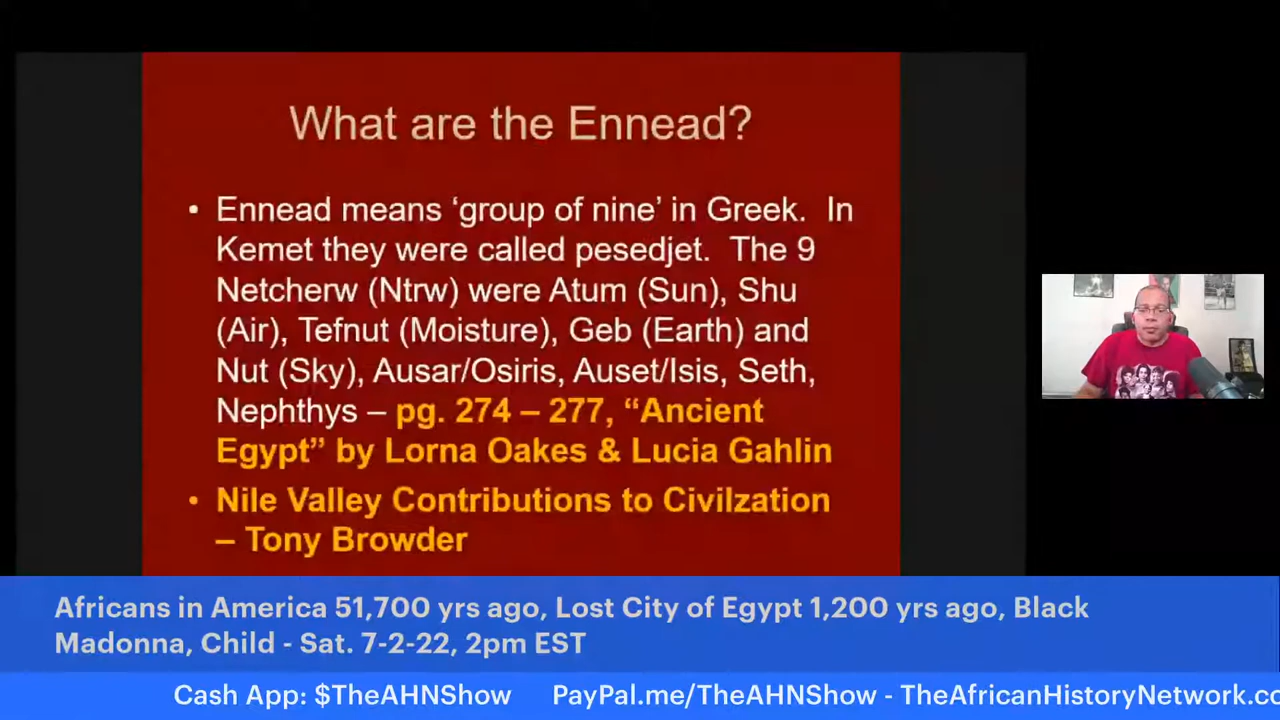 What are the Ennead?
• Ennead means ‘group of nine’ in Greek.  In
Kemet they were called pesedjet.  The 9
Netcherw (Ntrw) were Atum (Sun), Shu
(Air), Tefnut (Moisture), Geb (Earth) and
Nut (Sky), Ausar/Osiris, Auset/Isis, Seth,
Nephthys – pg. 274 – 277, “Ancient
Egypt” by Lorna Oakes & Lucia Gahlin
• Nile Valley Contributions to Civilzation
– Tony Browder
Africans in America 51,700 yrs ago, Lost City of Egypt 1,200 yrs ago, Black
Madonna, Child - Sat. 7-2-22, 2pm EST
Cash App: $TheAHNShow PayPal.me/TheAHNShow - TheAfricanHistoryNetwork.co